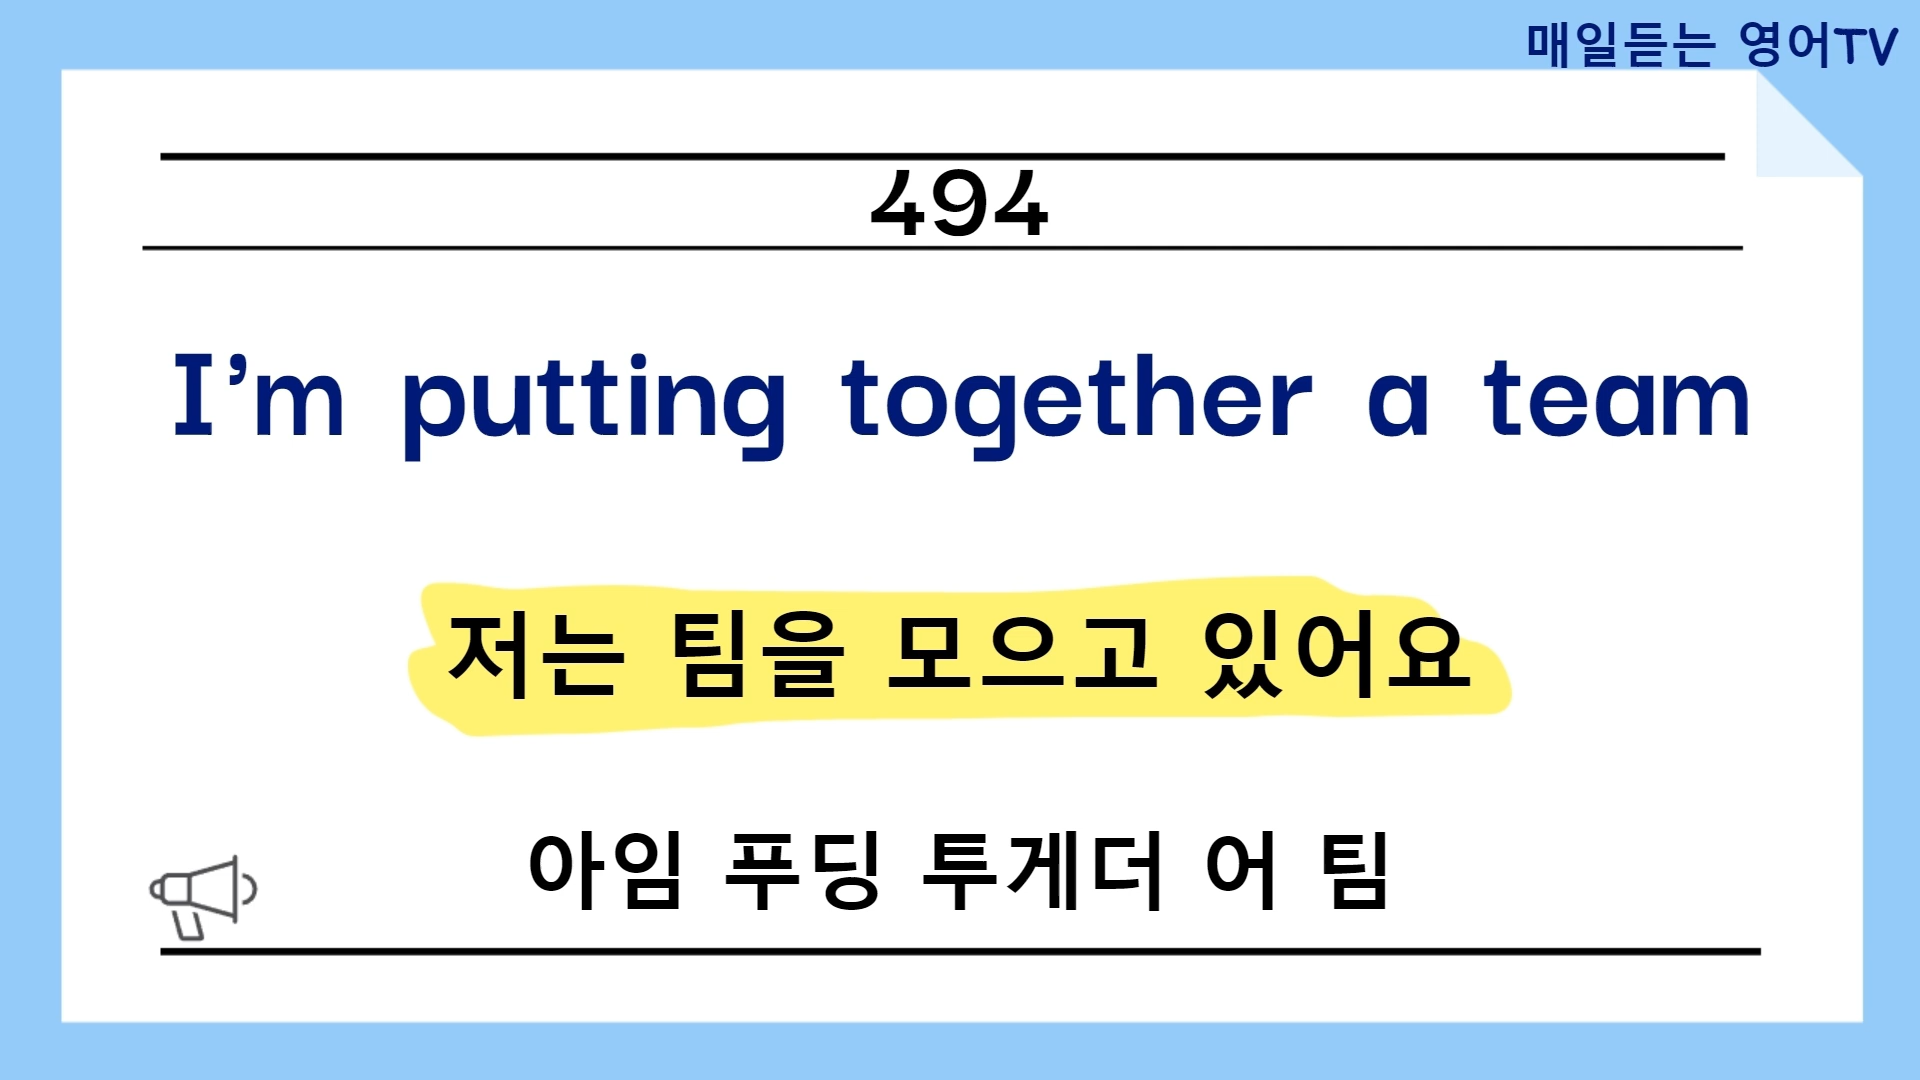 매일듣는 영어TV
494
I’m putting together a team
저는 팀을 모으고 있어요
아임 푸딩 투게더 어 팀